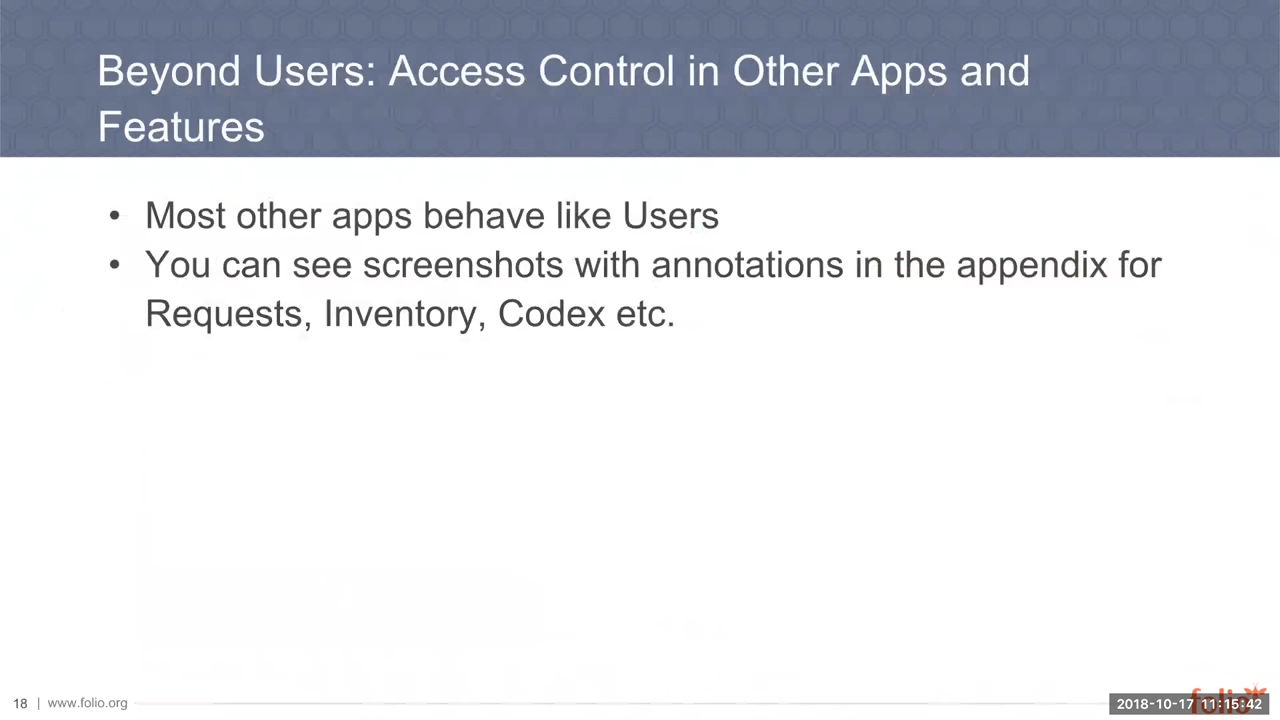 Beyond Users: Access Control in Other Apps and
Features
• Most other apps behave like Users
• You can see screenshots with annotations in the appendix for
Requests, Inventory, Codex etc.
18 | www.folio.org
folio
2018-10-17 11:15:42